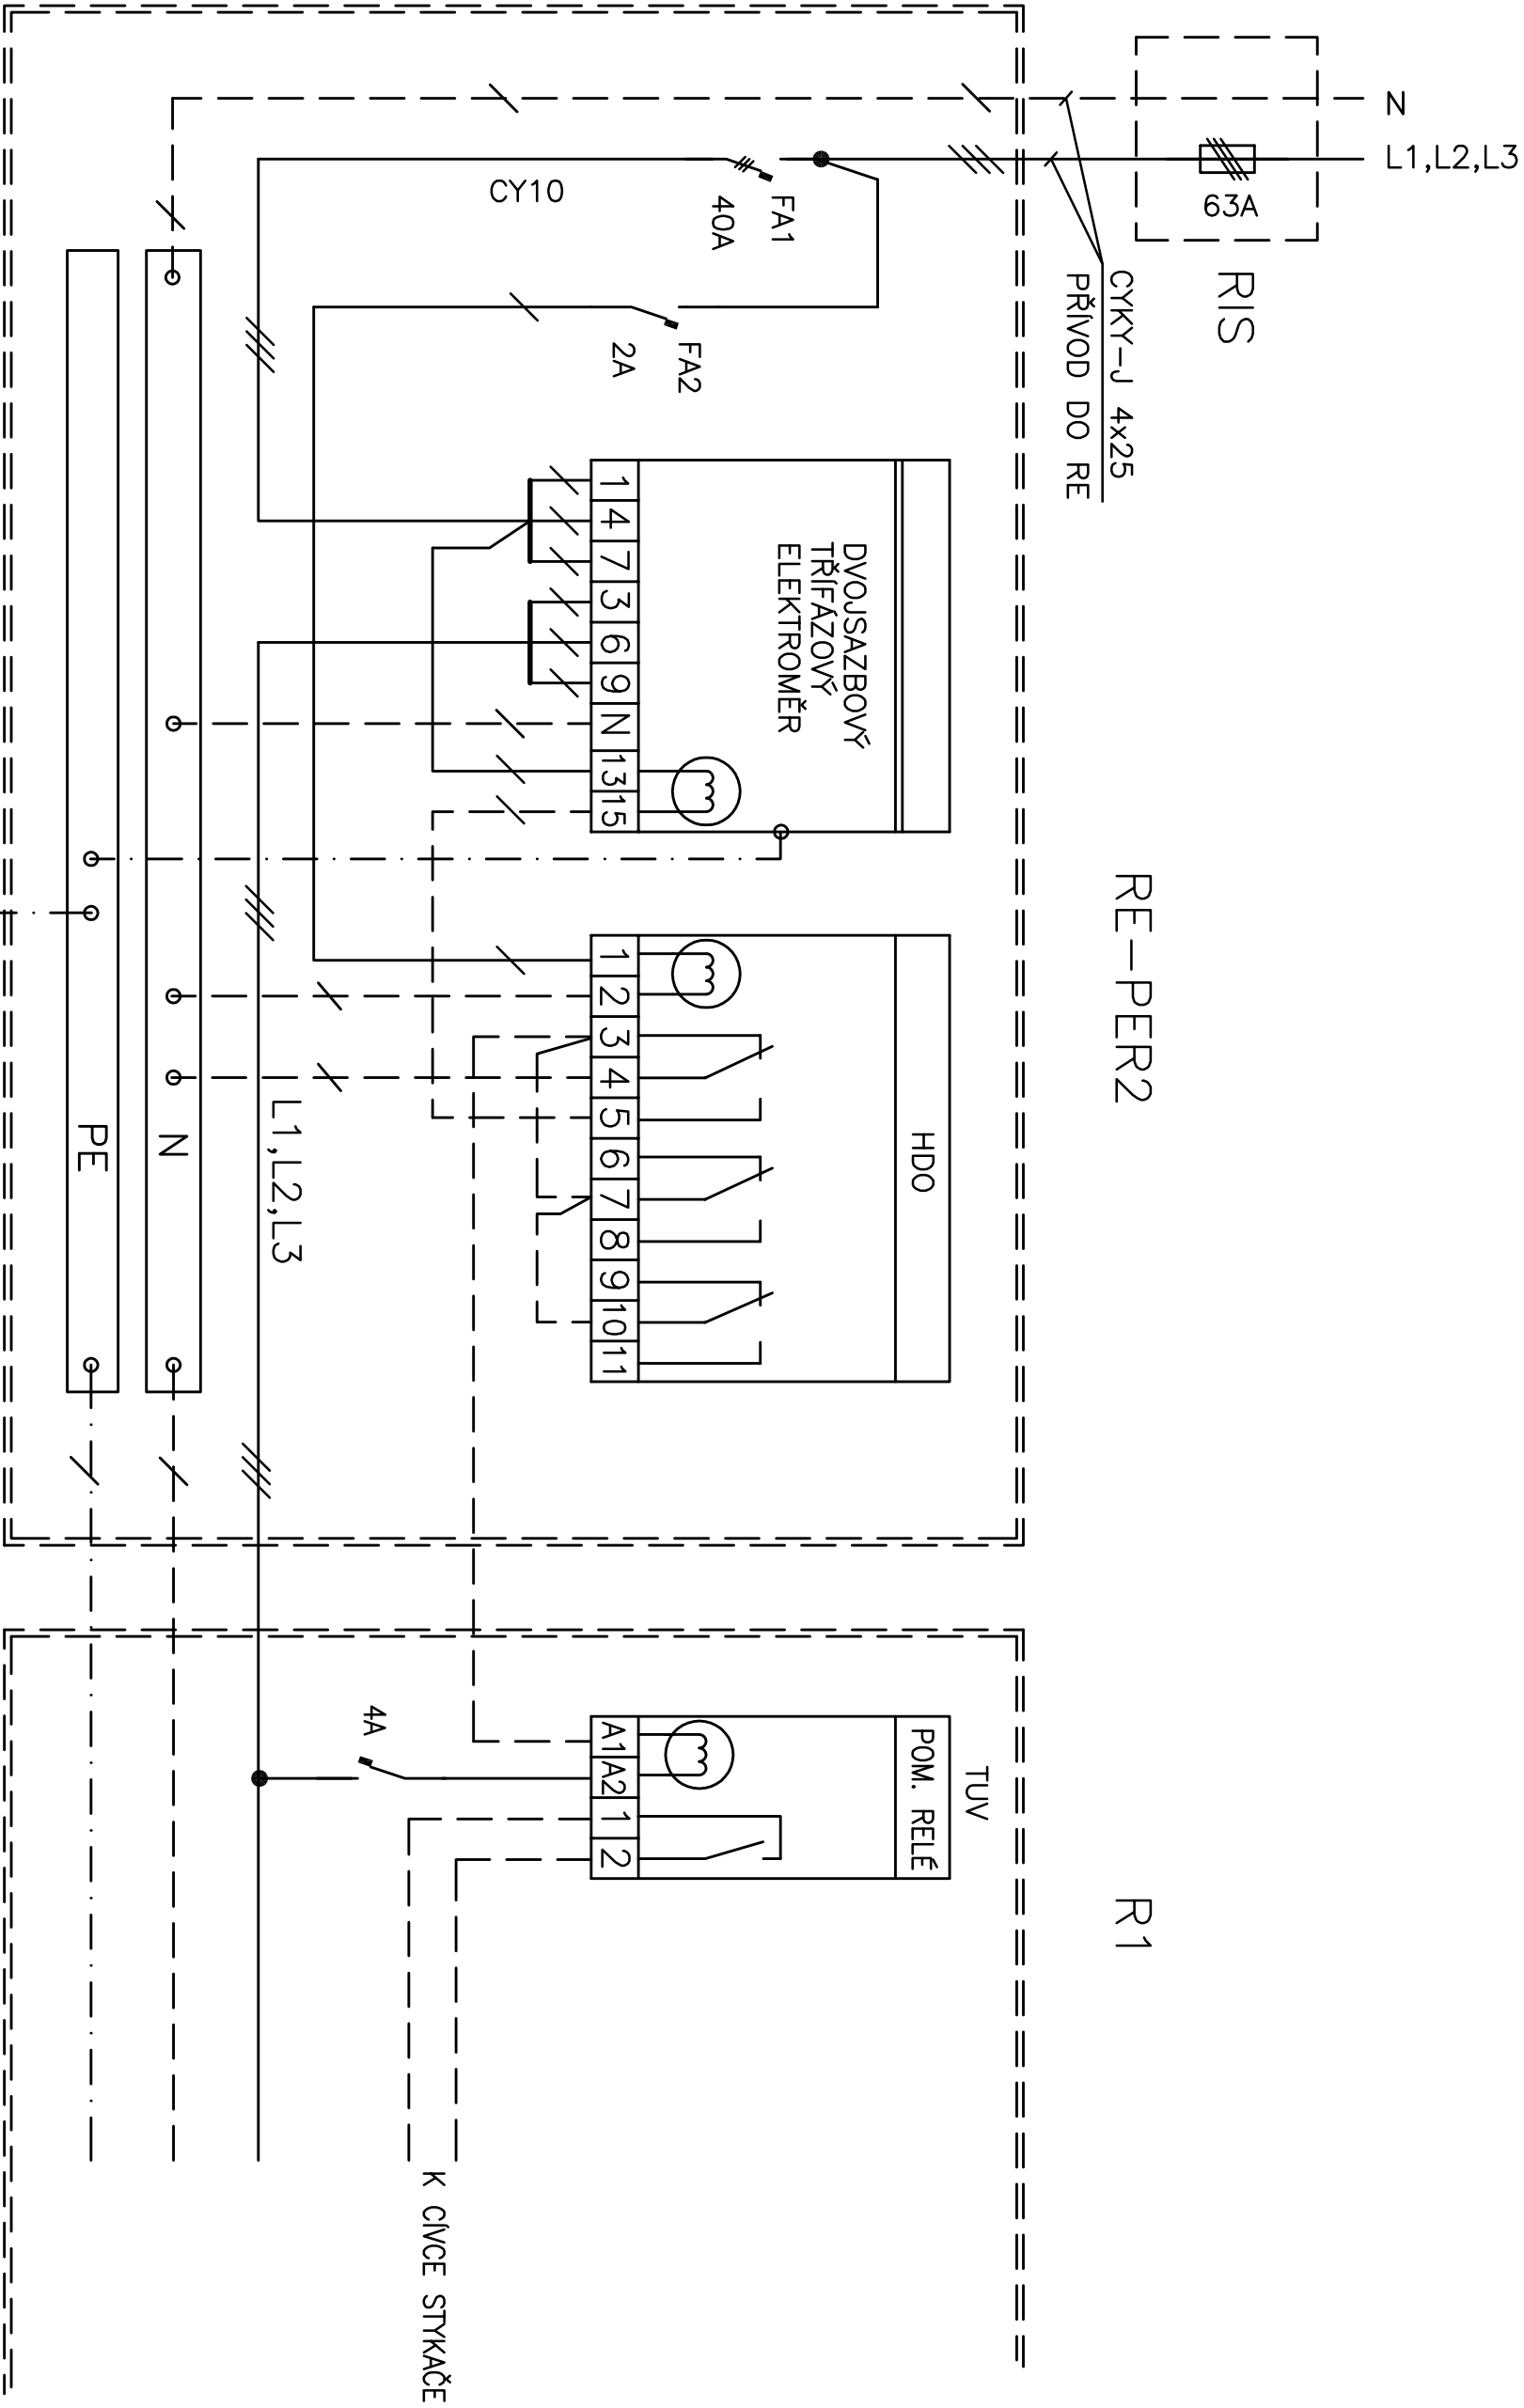 N
L1,L2,L3
63A
RIS
CYKY-J 4x25
PŘÍVOD DO RE
CY10
FA1
40A
FA2
2A
RE-PER2
DVOJSAZBOVÝ
TŘÍFÁZOVÝ
ELEKTROMĚR
1
4
7
3
6
9
N
13
15
HDO
1
2
3
4
5
6
7
8
9
10
11
L1,L2,L3
N
PE
R1
TUV
POM. RELÉ
A1
A2
1
2
4A
K CÍVCE STYKAČE